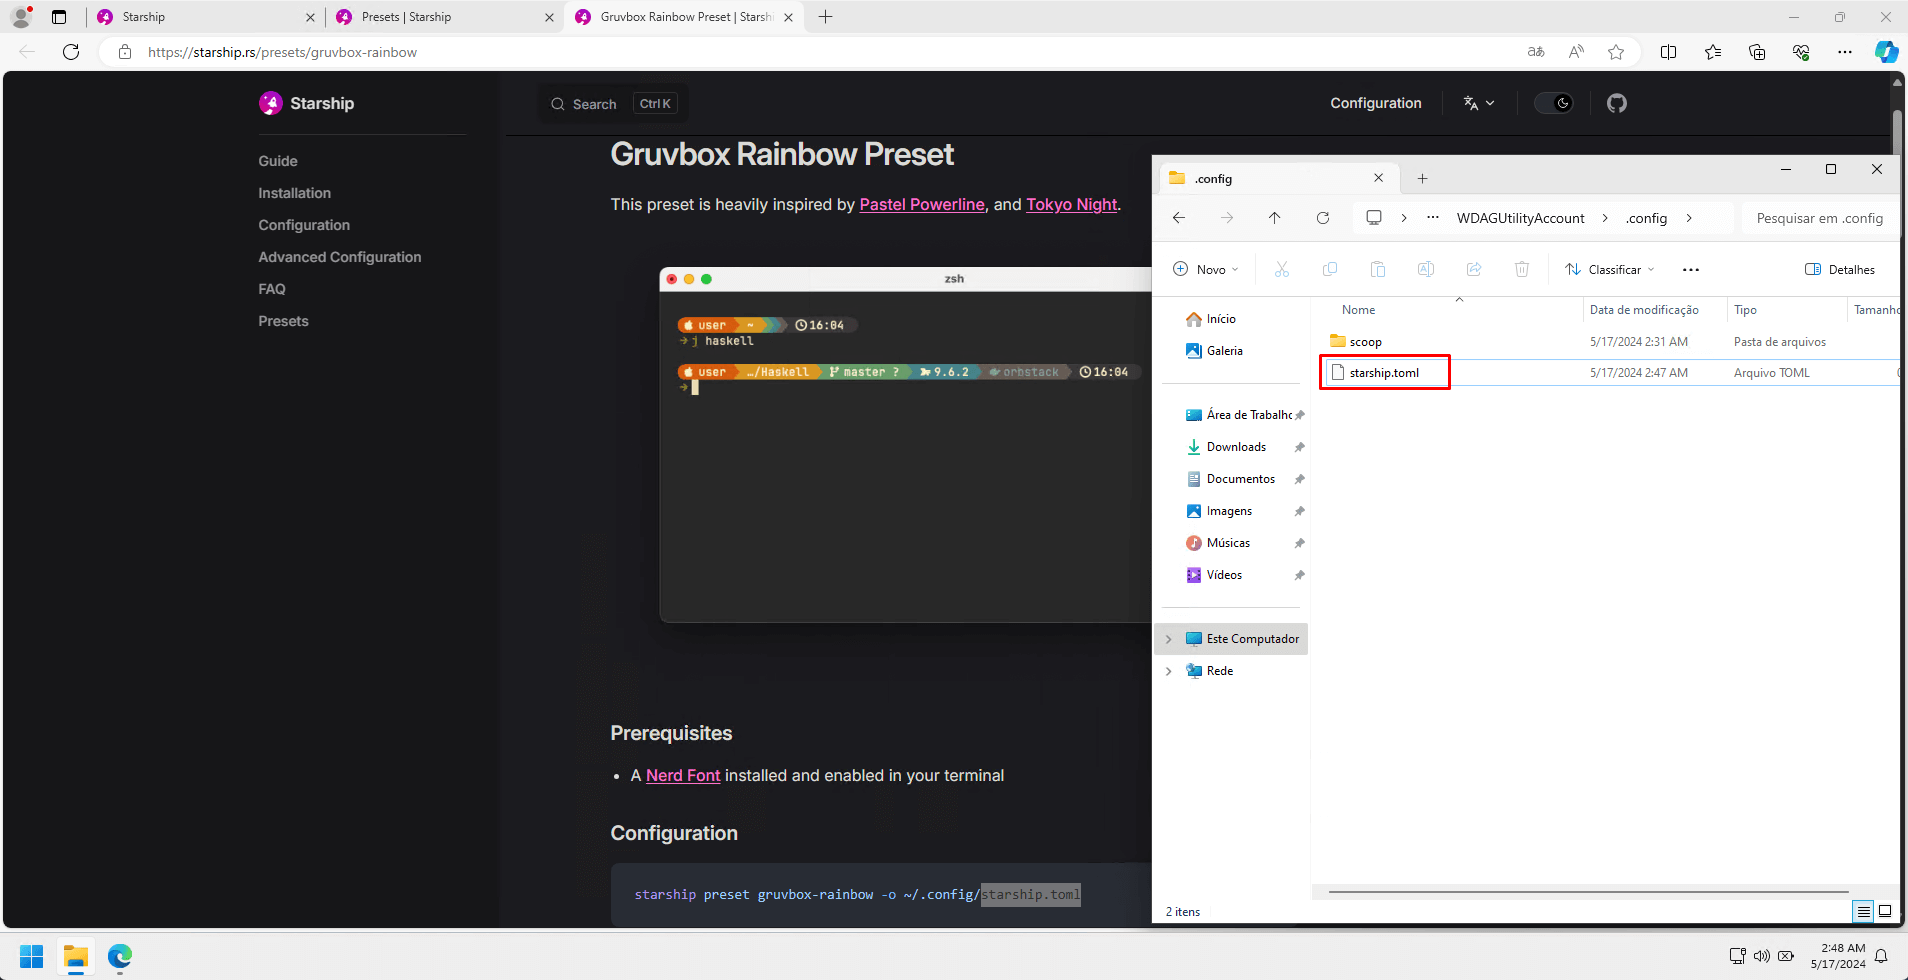 Starship
Presets | Starship
Gruvbox Rainbow Preset | Starsh
https://starship.rs/presets/gruvbox-rainbow
aあ
Starship
Search
Ctrl K
Configuration
Guide
Installation
Configuration
Advanced Configuration
FAQ
Presets
Gruvbox Rainbow Preset
This preset is heavily inspired by Pastel Powerline, and Tokyo Night.
zsh
user ~ 16:04
j haskell
user …/Haskell master ? 9.6.2 orbstack 16:04
Prerequisites
• A Nerd Font installed and enabled in your terminal
Configuration
starship preset gruvbox-rainbow -o ~/.config/starship.toml
.config
WDAGUtilityAccount > .config >
Pesquisar em .config
Novo
Classificar
Detalhes
Nome
Data de modificação
Tipo
Tamanho
Início
Galeria
Área de Trabalho
Downloads
Documentos
Imagens
Músicas
Vídeos
Este Computador
Rede
scoop
5/17/2024 2:31 AM
Pasta de arquivos
starship.toml
5/17/2024 2:47 AM
Arquivo TOML
2 itens
2:48 AM
5/17/2024